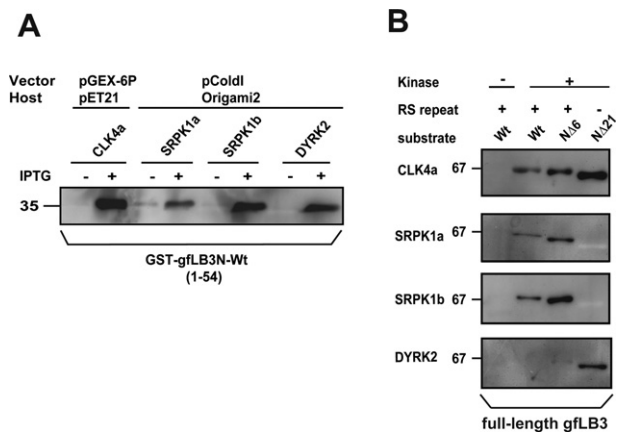 A
Vector pGEX-6P pColdI
Host pET21 Origami2
CLK4a SRPK1a SRPK1b DYRK2
IPTG - + - + - + - +
35
GST-gfLB3N-Wt
(1-54)
B
Kinase - +
RS repeat + + + -
substrate Wt Wt NΔ6 NΔ21
CLK4a 67
SRPK1a 67
SRPK1b 67
DYRK2 67
full-length gfLB3